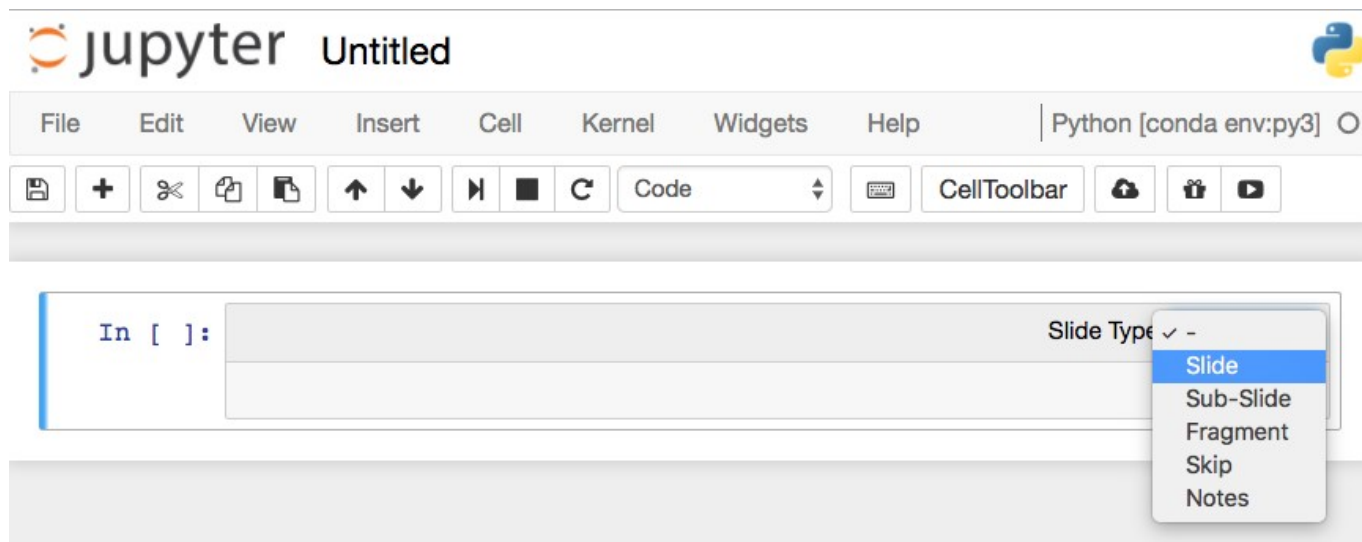 jupyter Untitled
File Edit View Insert Cell Kernel Widgets Help Python [conda env:py3]
Code CellToolbar
In [ ]: Slide Type ✓ -
Slide
Sub-Slide
Fragment
Skip
Notes